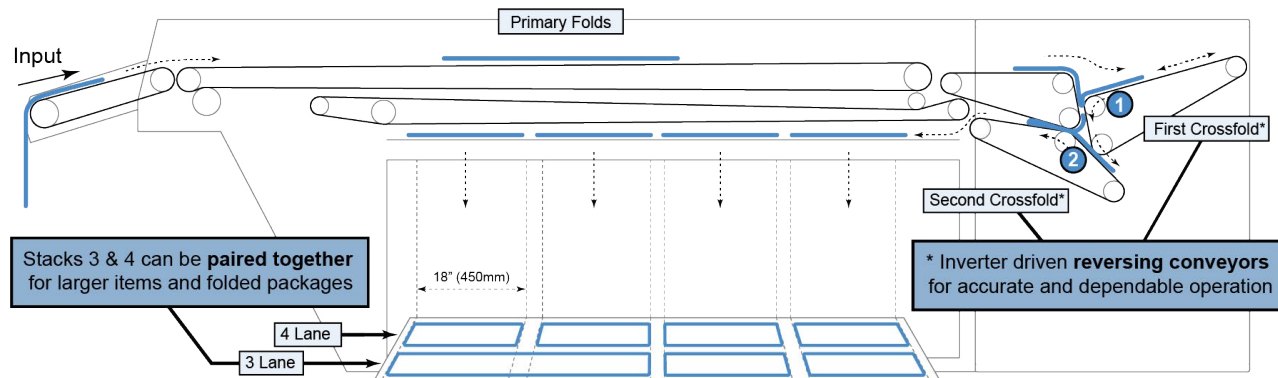 Primary Folds
Input
1
First Crossfold*
2
Second Crossfold*
Stacks 3 & 4 can be paired together
for larger items and folded packages
* Inverter driven reversing conveyors
for accurate and dependable operation
18" (450mm)
4 Lane
3 Lane